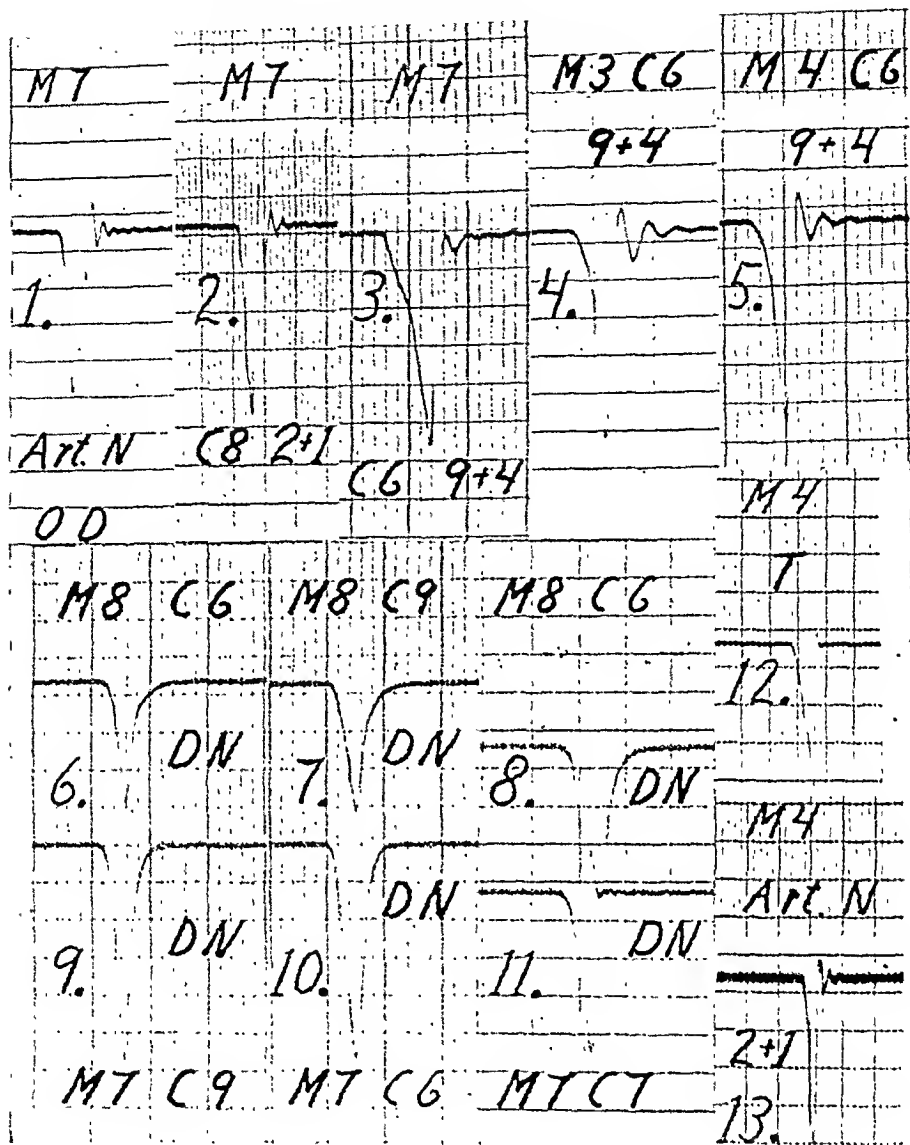 M7
1.
Art. N
O D
M7
2.
C8 2+1
M7
3.
C6 9+4
M3 C6
9+4
4.
M4 C6
9+4
5.
M8 C6
DN
6.
M8 C9
DN
7.
M8 C6
8. DN
DN
9.
M7 C9
DN
10.
M7 C6
DN
11.
M7 C7
M4
T
12.
M4
Art. N
2+1
13.